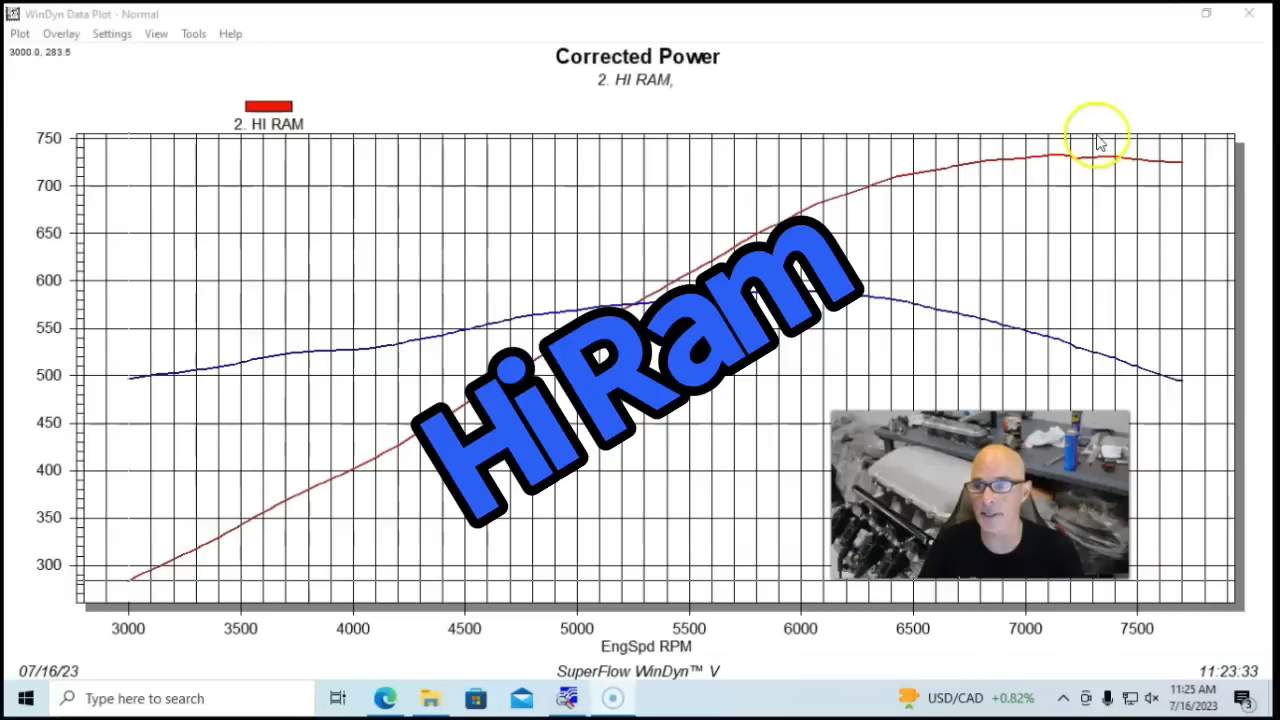 WinDyn Data Plot - Normal
Plot Overlay Settings View Tools Help
3000.0, 283.5
Corrected Power
2. HI RAM,
2. HI RAM
750
700
650
600
550
500
450
400
350
300
Hi Ram
3000 3500 4000 4500 5000 5500 6000 6500 7000 7500
EngSpd RPM
07/16/23 SuperFlow WinDyn™ V 11:23:33
Type here to search USD/CAD +0.82% 11:25 AM
7/16/2023
3